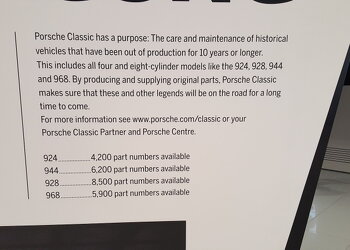 Porsche Classic has a purpose: The care and maintenance of historical
vehicles that have been out of production for 10 years or longer.
This includes all four and eight-cylinder models like the 924, 928, 944
and 968. By producing and supplying original parts, Porsche Classic
makes sure that these and other legends will be on the road for a long
time to come.
For more information see www.porsche.com/classic or your
Porsche Classic Partner and Porsche Centre.
924..............4,200 part numbers available
944..............6,200 part numbers available
928..............8,500 part numbers available
968..............5,900 part numbers available